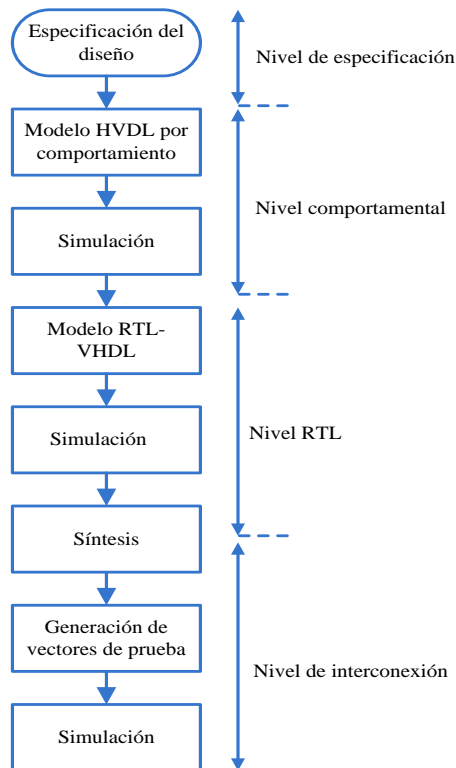 Especificación del
diseño
Nivel de especificación
Modelo HVDL por
comportamiento
Nivel comportamental
Simulación
Modelo RTL-
VHDL
Simulación
Nivel RTL
Síntesis
Generación de
vectores de prueba
Nivel de interconexión
Simulación